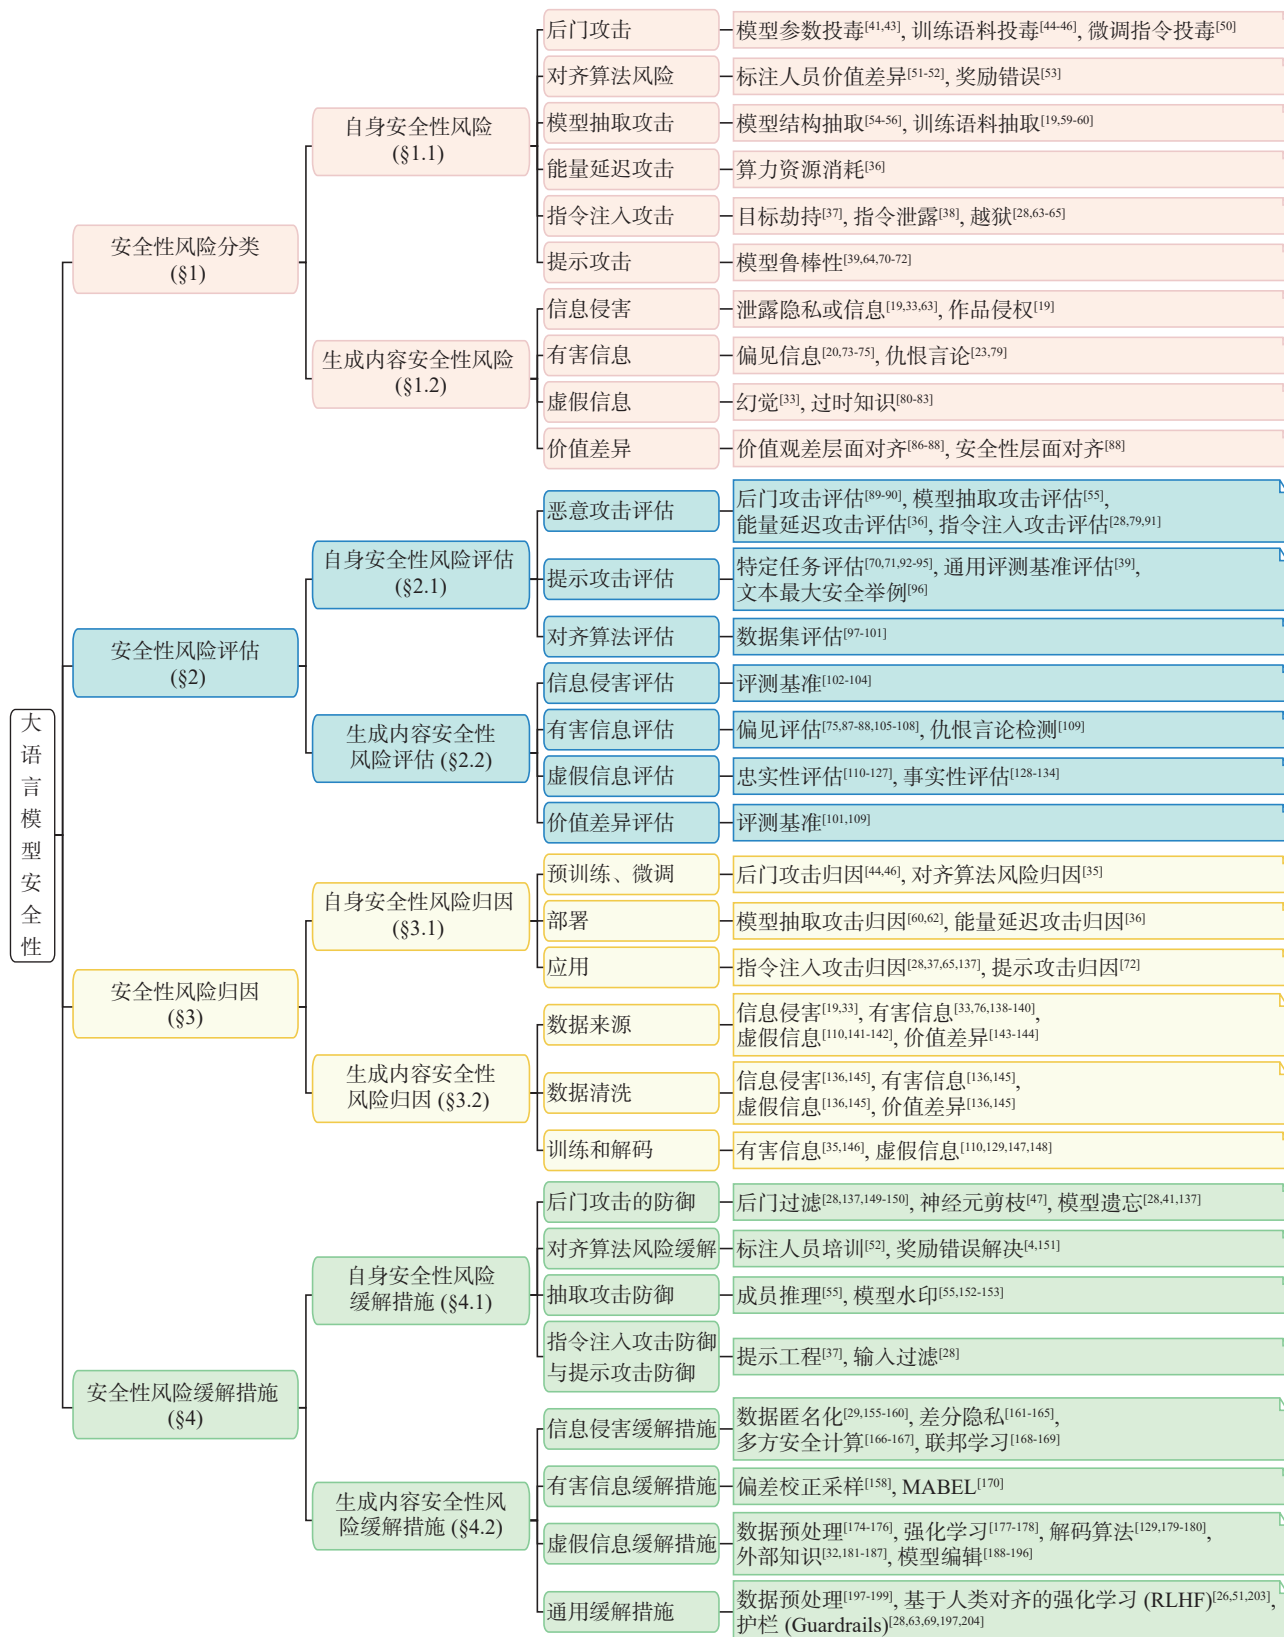 大语言模型安全性
安全性风险分类
(§1)
自身安全性风险
(§1.1)
后门攻击
模型参数投毒[41,43], 训练语料投毒[44-46], 微调指令投毒[50]
对齐算法风险
标注人员价值差异[51-52], 奖励错误[53]
模型抽取攻击
模型结构抽取[54-56], 训练语料抽取[19,59-60]
能量延迟攻击
算力资源消耗[36]
指令注入攻击
目标劫持[37], 指令泄露[38], 越狱[28,63-65]
提示攻击
模型鲁棒性[39,64,70-72]
生成内容安全性风险
(§1.2)
信息侵害
泄露隐私或信息[19,33,63], 作品侵权[19]
有害信息
偏见信息[20,73-75], 仇恨言论[23,79]
虚假信息
幻觉[33], 过时知识[80-83]
价值差异
价值观差层面对齐[86-88], 安全性层面对齐[88]
安全性风险评估
(§2)
自身安全性风险评估
(§2.1)
恶意攻击评估
后门攻击评估[89-90], 模型抽取攻击评估[55],
能量延迟攻击评估[36], 指令注入攻击评估[28,79,91]
提示攻击评估
特定任务评估[70,71,92-95], 通用评测基准评估[39],
文本最大安全举例[96]
对齐算法评估
数据集评估[97-101]
生成内容安全性
风险评估 (§2.2)
信息侵害评估
评测基准[102-104]
有害信息评估
偏见评估[75,87-88,105-108], 仇恨言论检测[109]
虚假信息评估
忠实性评估[110-127], 事实性评估[128-134]
价值差异评估
评测基准[101,109]
安全性风险归因
(§3)
自身安全性风险归因
(§3.1)
预训练、微调
后门攻击归因[44,46], 对齐算法风险归因[35]
部署
模型抽取攻击归因[60,62], 能量延迟攻击归因[36]
应用
指令注入攻击归因[28,37,65,137], 提示攻击归因[72]
生成内容安全性
风险归因 (§3.2)
数据来源
信息侵害[19,33], 有害信息[33,76,138-140],
虚假信息[110,141-142], 价值差异[143-144]
数据清洗
信息侵害[136,145], 有害信息[136,145],
虚假信息[136,145], 价值差异[136,145]
训练和解码
有害信息[35,146], 虚假信息[110,129,147,148]
安全性风险缓解措施
(§4)
自身安全性风险
缓解措施 (§4.1)
后门攻击的防御
后门过滤[28,137,149-150], 神经元剪枝[47], 模型遗忘[28,41,137]
对齐算法风险缓解
标注人员培训[52], 奖励错误解决[4,151]
抽取攻击防御
成员推理[55], 模型水印[55,152-153]
指令注入攻击防御
与提示攻击防御
提示工程[37], 输入过滤[28]
生成内容安全性风
险缓解措施 (§4.2)
信息侵害缓解措施
数据匿名化[29,155-160], 差分隐私[161-165],
多方安全计算[166-167], 联邦学习[168-169]
有害信息缓解措施
偏差校正采样[158], MABEL[170]
虚假信息缓解措施
数据预处理[174-176], 强化学习[177-178], 解码算法[129,179-180],
外部知识[32,181-187], 模型编辑[188-196]
通用缓解措施
数据预处理[197-199], 基于人类对齐的强化学习 (RLHF)[26,51,203],
护栏 (Guardrails)[28,63,69,197,204]